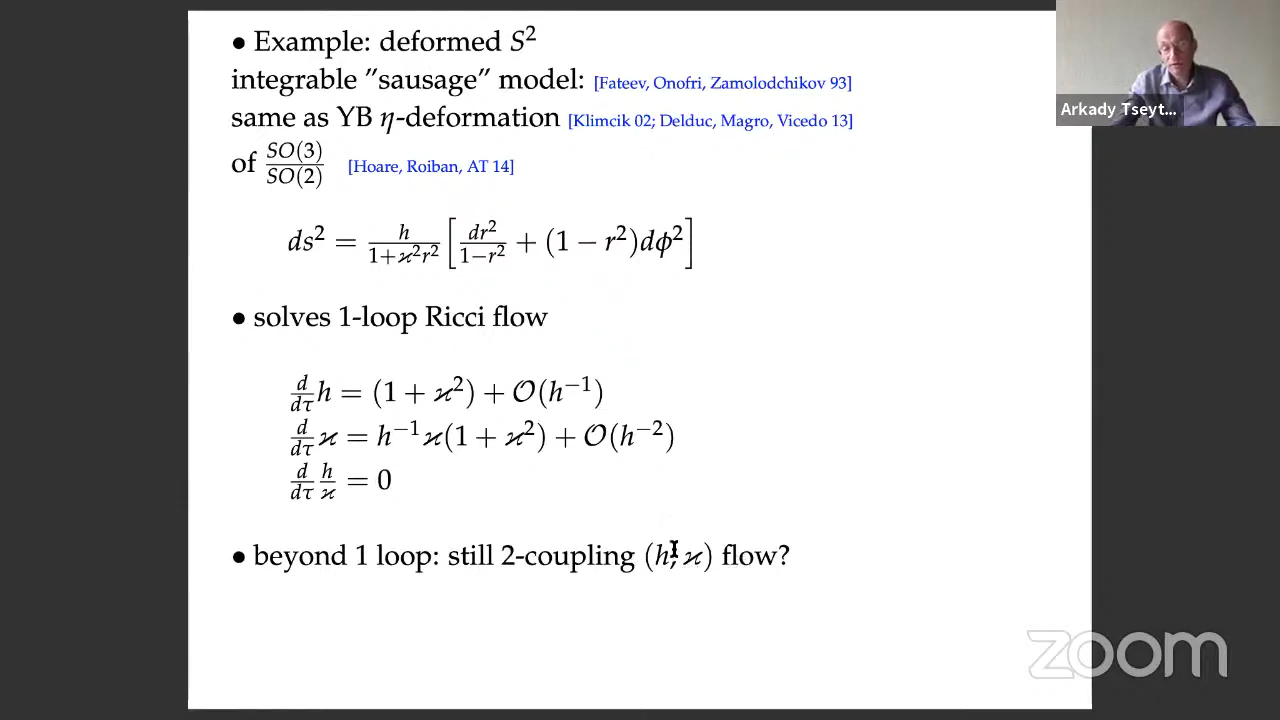 • Example: deformed S²
integrable "sausage" model: [Fateev, Onofri, Zamolodchikov 93]
same as YB η-deformation [Klimcik 02; Delduc, Magro, Vicedo 13]
of SO(3)/SO(2) [Hoare, Roiban, AT 14]
ds² = h/(1+ϰ²r²) [dr²/(1−r²) + (1 − r²)dϕ²]
• solves 1-loop Ricci flow
d/dτ h = (1 + ϰ²) + O(h⁻¹)
d/dτ ϰ = h⁻¹ϰ(1 + ϰ²) + O(h⁻²)
d/dτ h/ϰ = 0
• beyond 1 loop: still 2-coupling (h, ϰ) flow?
Arkady Tseyt...
zoom